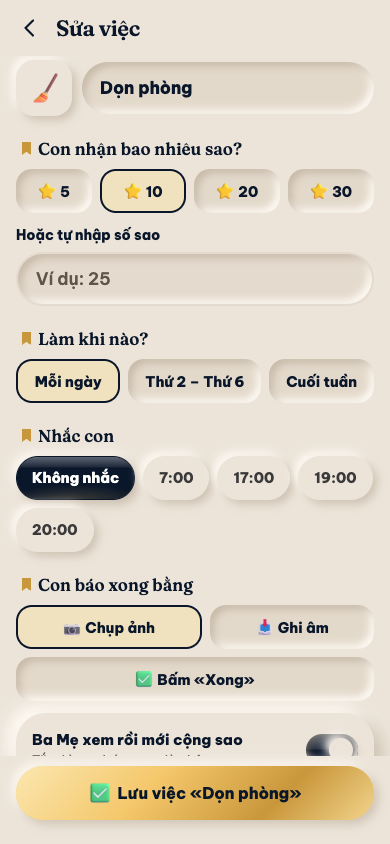 Sửa việc
Dọn phòng
Con nhận bao nhiêu sao?
5
10
20
30
Hoặc tự nhập số sao
Ví dụ: 25
Làm khi nào?
Mỗi ngày
Thứ 2 – Thứ 6
Cuối tuần
Nhắc con
Không nhắc
7:00
17:00
19:00
20:00
Con báo xong bằng
Chụp ảnh
Ghi âm
Bấm «Xong»
Ba Mẹ xem rồi mới cộng sao
Lưu việc «Dọn phòng»